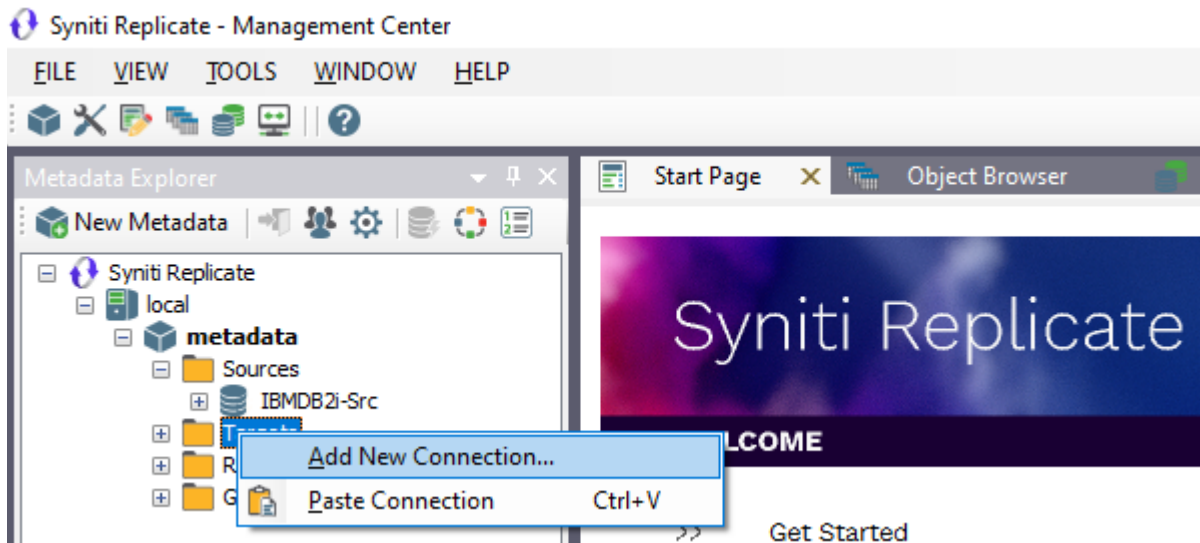 Syniti Replicate - Management Center
FILE VIEW TOOLS WINDOW HELP
Metadata Explorer
Start Page
Object Browser
New Metadata
Syniti Replicate
local
metadata
Sources
IBMDB2i-Src
Add New Connection...
R
G
Paste Connection Ctrl+V
Syniti Replicate
LCOME
>> Get Started